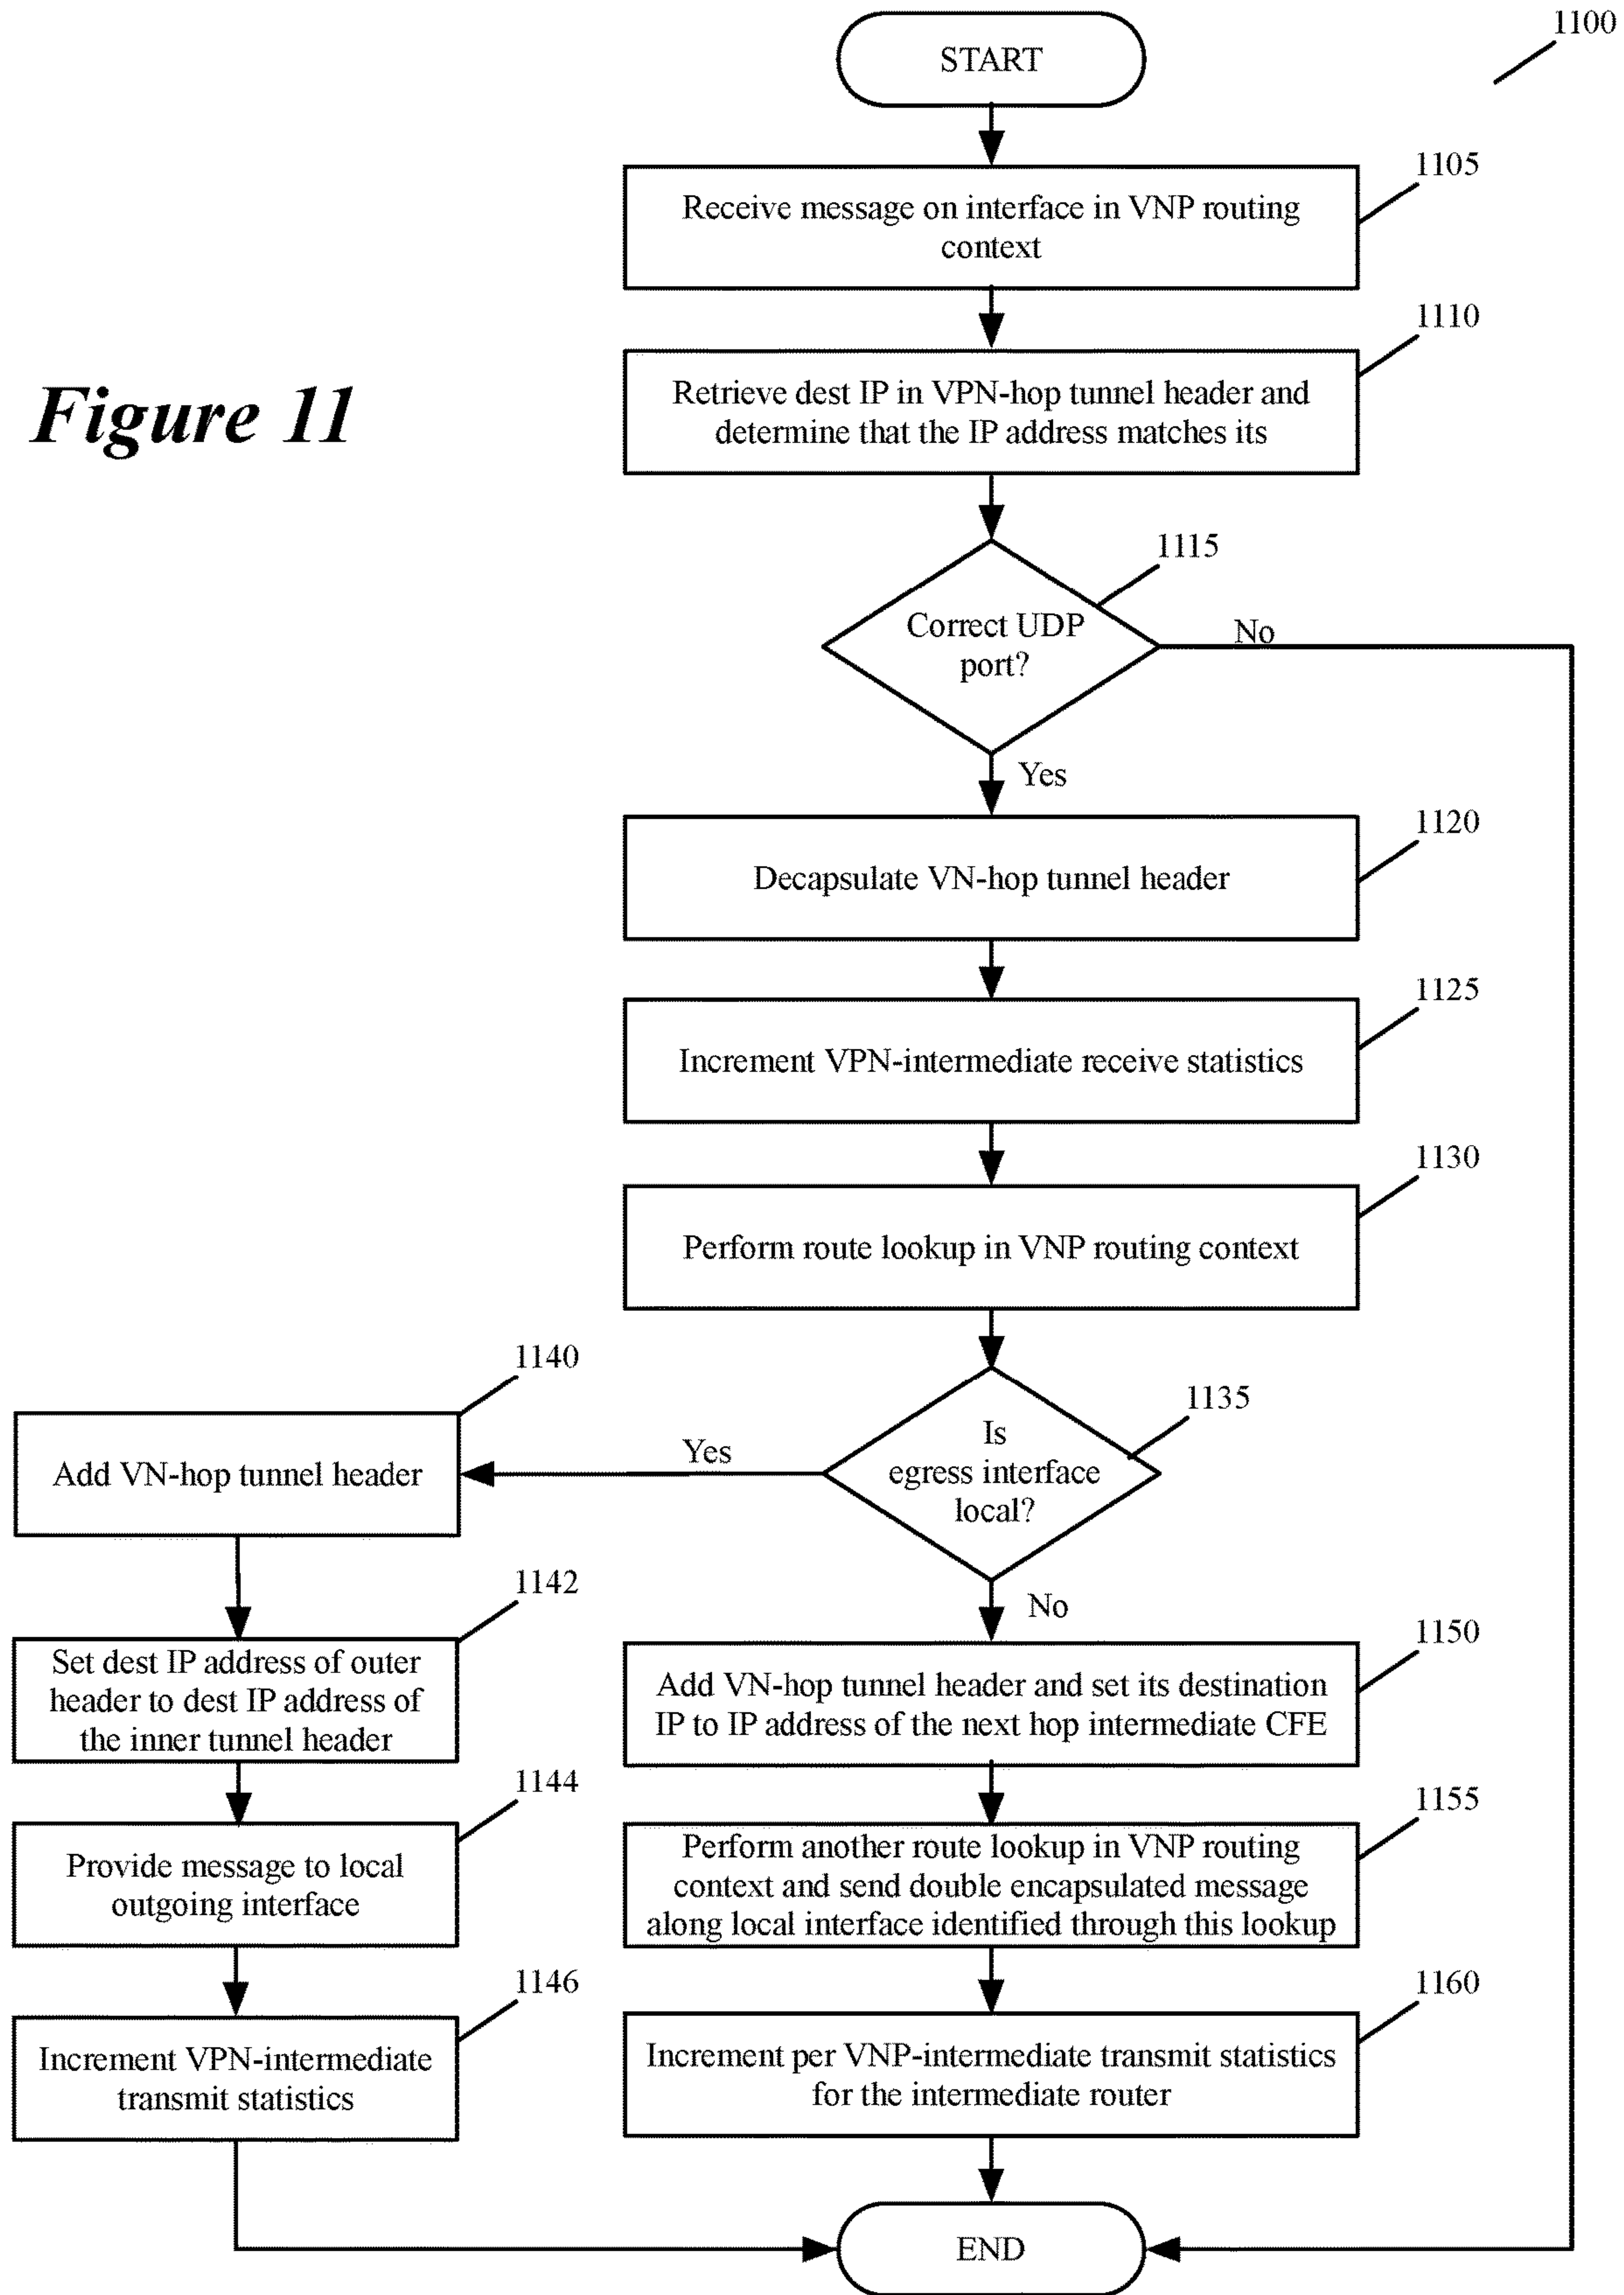 1100
START
1105
Receive message on interface in VNP routing
context
1110
Retrieve dest IP in VPN-hop tunnel header and
determine that the IP address matches its
Figure 11
1115
Correct UDP
port?
No
Yes
1120
Decapsulate VN-hop tunnel header
1125
Increment VPN-intermediate receive statistics
1130
Perform route lookup in VNP routing context
1135
Is
egress interface
local?
Yes
No
1140
Add VN-hop tunnel header
1142
Set dest IP address of outer
header to dest IP address of
the inner tunnel header
1144
Provide message to local
outgoing interface
1146
Increment VPN-intermediate
transmit statistics
1150
Add VN-hop tunnel header and set its destination
IP to IP address of the next hop intermediate CFE
1155
Perform another route lookup in VNP routing
context and send double encapsulated message
along local interface identified through this lookup
1160
Increment per VNP-intermediate transmit statistics
for the intermediate router
END